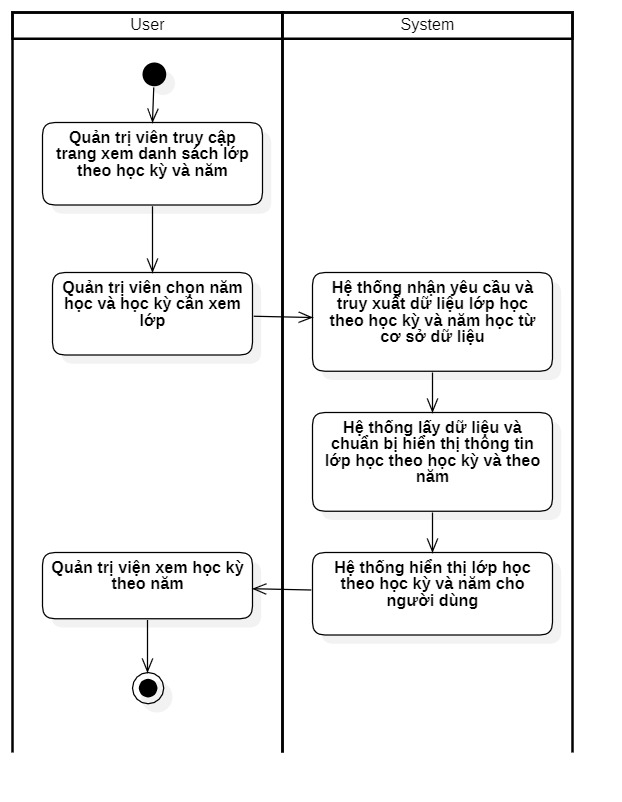 User
System
Quản trị viên truy cập
trang xem danh sách lớp
theo học kỳ và năm
Quản trị viên chọn năm
học và học kỳ cần xem
lớp
Hệ thống nhận yêu cầu và
truy xuất dữ liệu lớp học
theo học kỳ và năm học từ
cơ sở dữ liệu
Hệ thống lấy dữ liệu và
chuẩn bị hiển thị thông tin
lớp học theo học kỳ và theo
năm
Quản trị viện xem học kỳ
theo năm
Hệ thống hiển thị lớp học
theo học kỳ và năm cho
người dùng